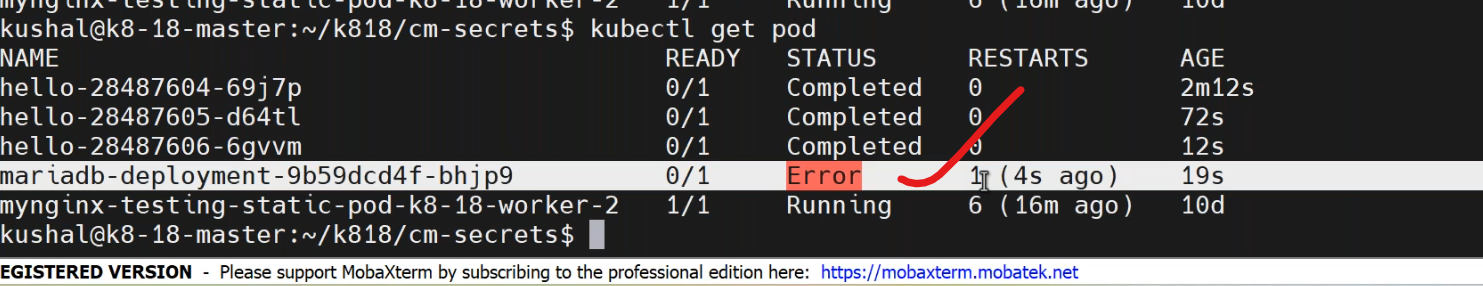 mynginx-testing-static-pod-k8-18-worker-2 1/1 Running 6 (16m ago) 10d
kushal@k8-18-master:~/k818/cm-secrets$ kubectl get pod
NAME READY STATUS RESTARTS AGE
hello-28487604-69j7p 0/1 Completed 0 2m12s
hello-28487605-d64tl 0/1 Completed 0 72s
hello-28487606-6gvvm 0/1 Completed 0 12s
mariadb-deployment-9b59dcd4f-bhjp9 0/1 Error 1 (4s ago) 19s
mynginx-testing-static-pod-k8-18-worker-2 1/1 Running 6 (16m ago) 10d
kushal@k8-18-master:~/k818/cm-secrets$
EGISTERED VERSION - Please support MobaXterm by subscribing to the professional edition here: https://mobaxterm.mobatek.net